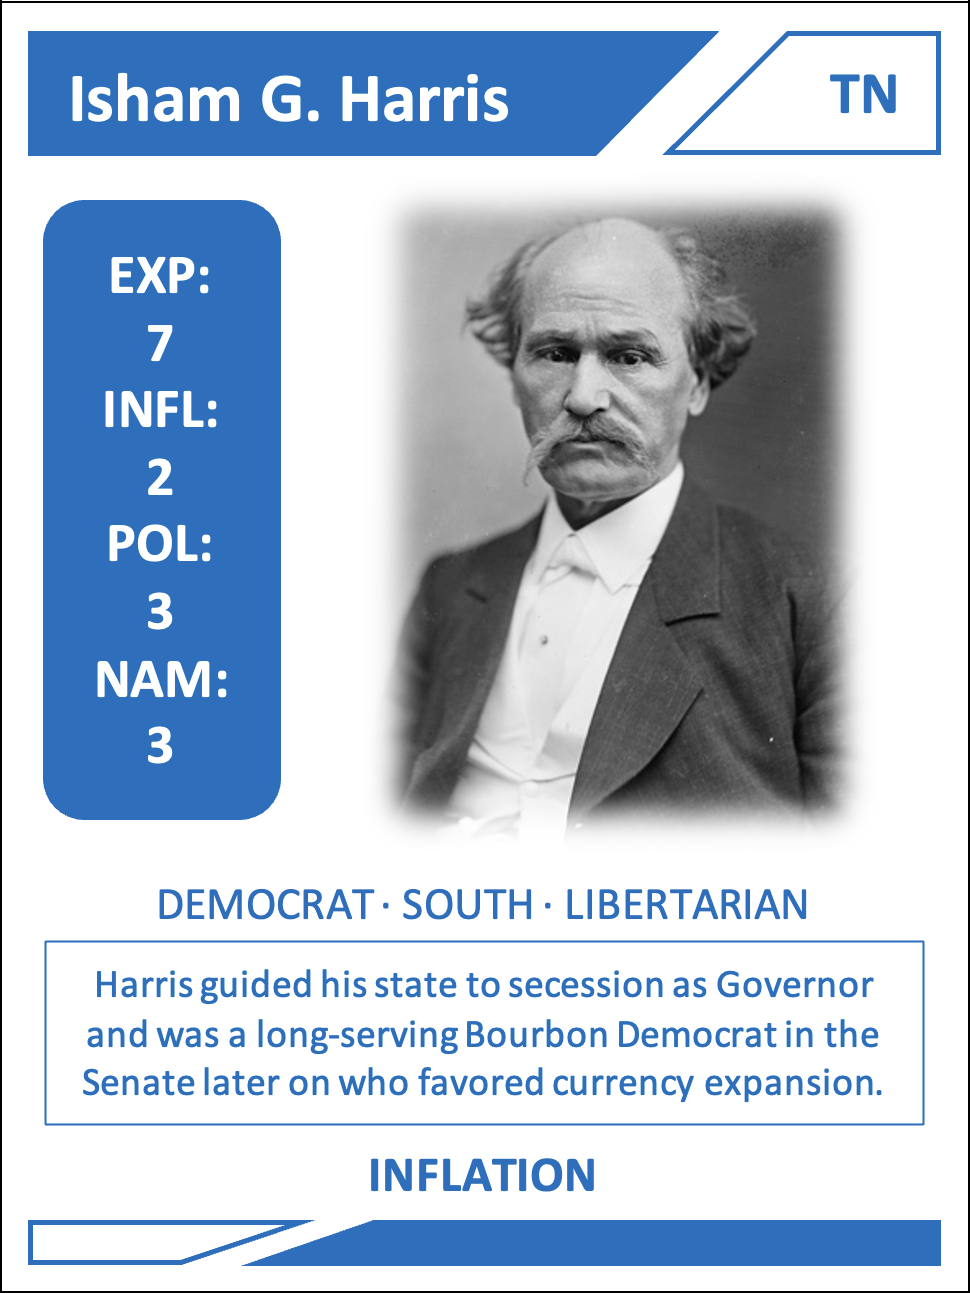 Isham G. Harris
TN
EXP:
7
INFL:
2
POL:
3
NAM:
3
DEMOCRAT · SOUTH · LIBERTARIAN
Harris guided his state to secession as Governor
and was a long-serving Bourbon Democrat in the
Senate later on who favored currency expansion.
INFLATION